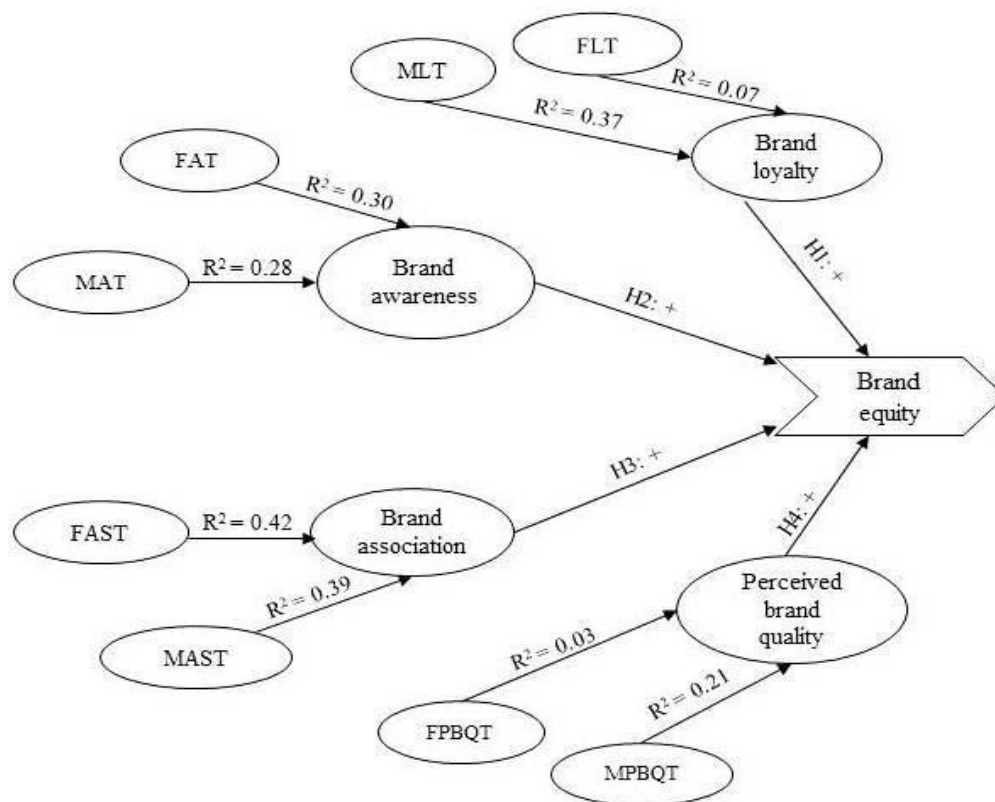 FLT
MLT
R² = 0.07
R² = 0.37
Brand
loyalty
FAT
R² = 0.30
MAT
R² = 0.28
Brand
awareness
H1: +
H2: +
Brand
equity
H3: +
FAST
R² = 0.42
Brand
association
R² = 0.39
MAST
H4: +
Perceived
brand
quality
R² = 0.03
FPBQT
R² = 0.21
MPBQT